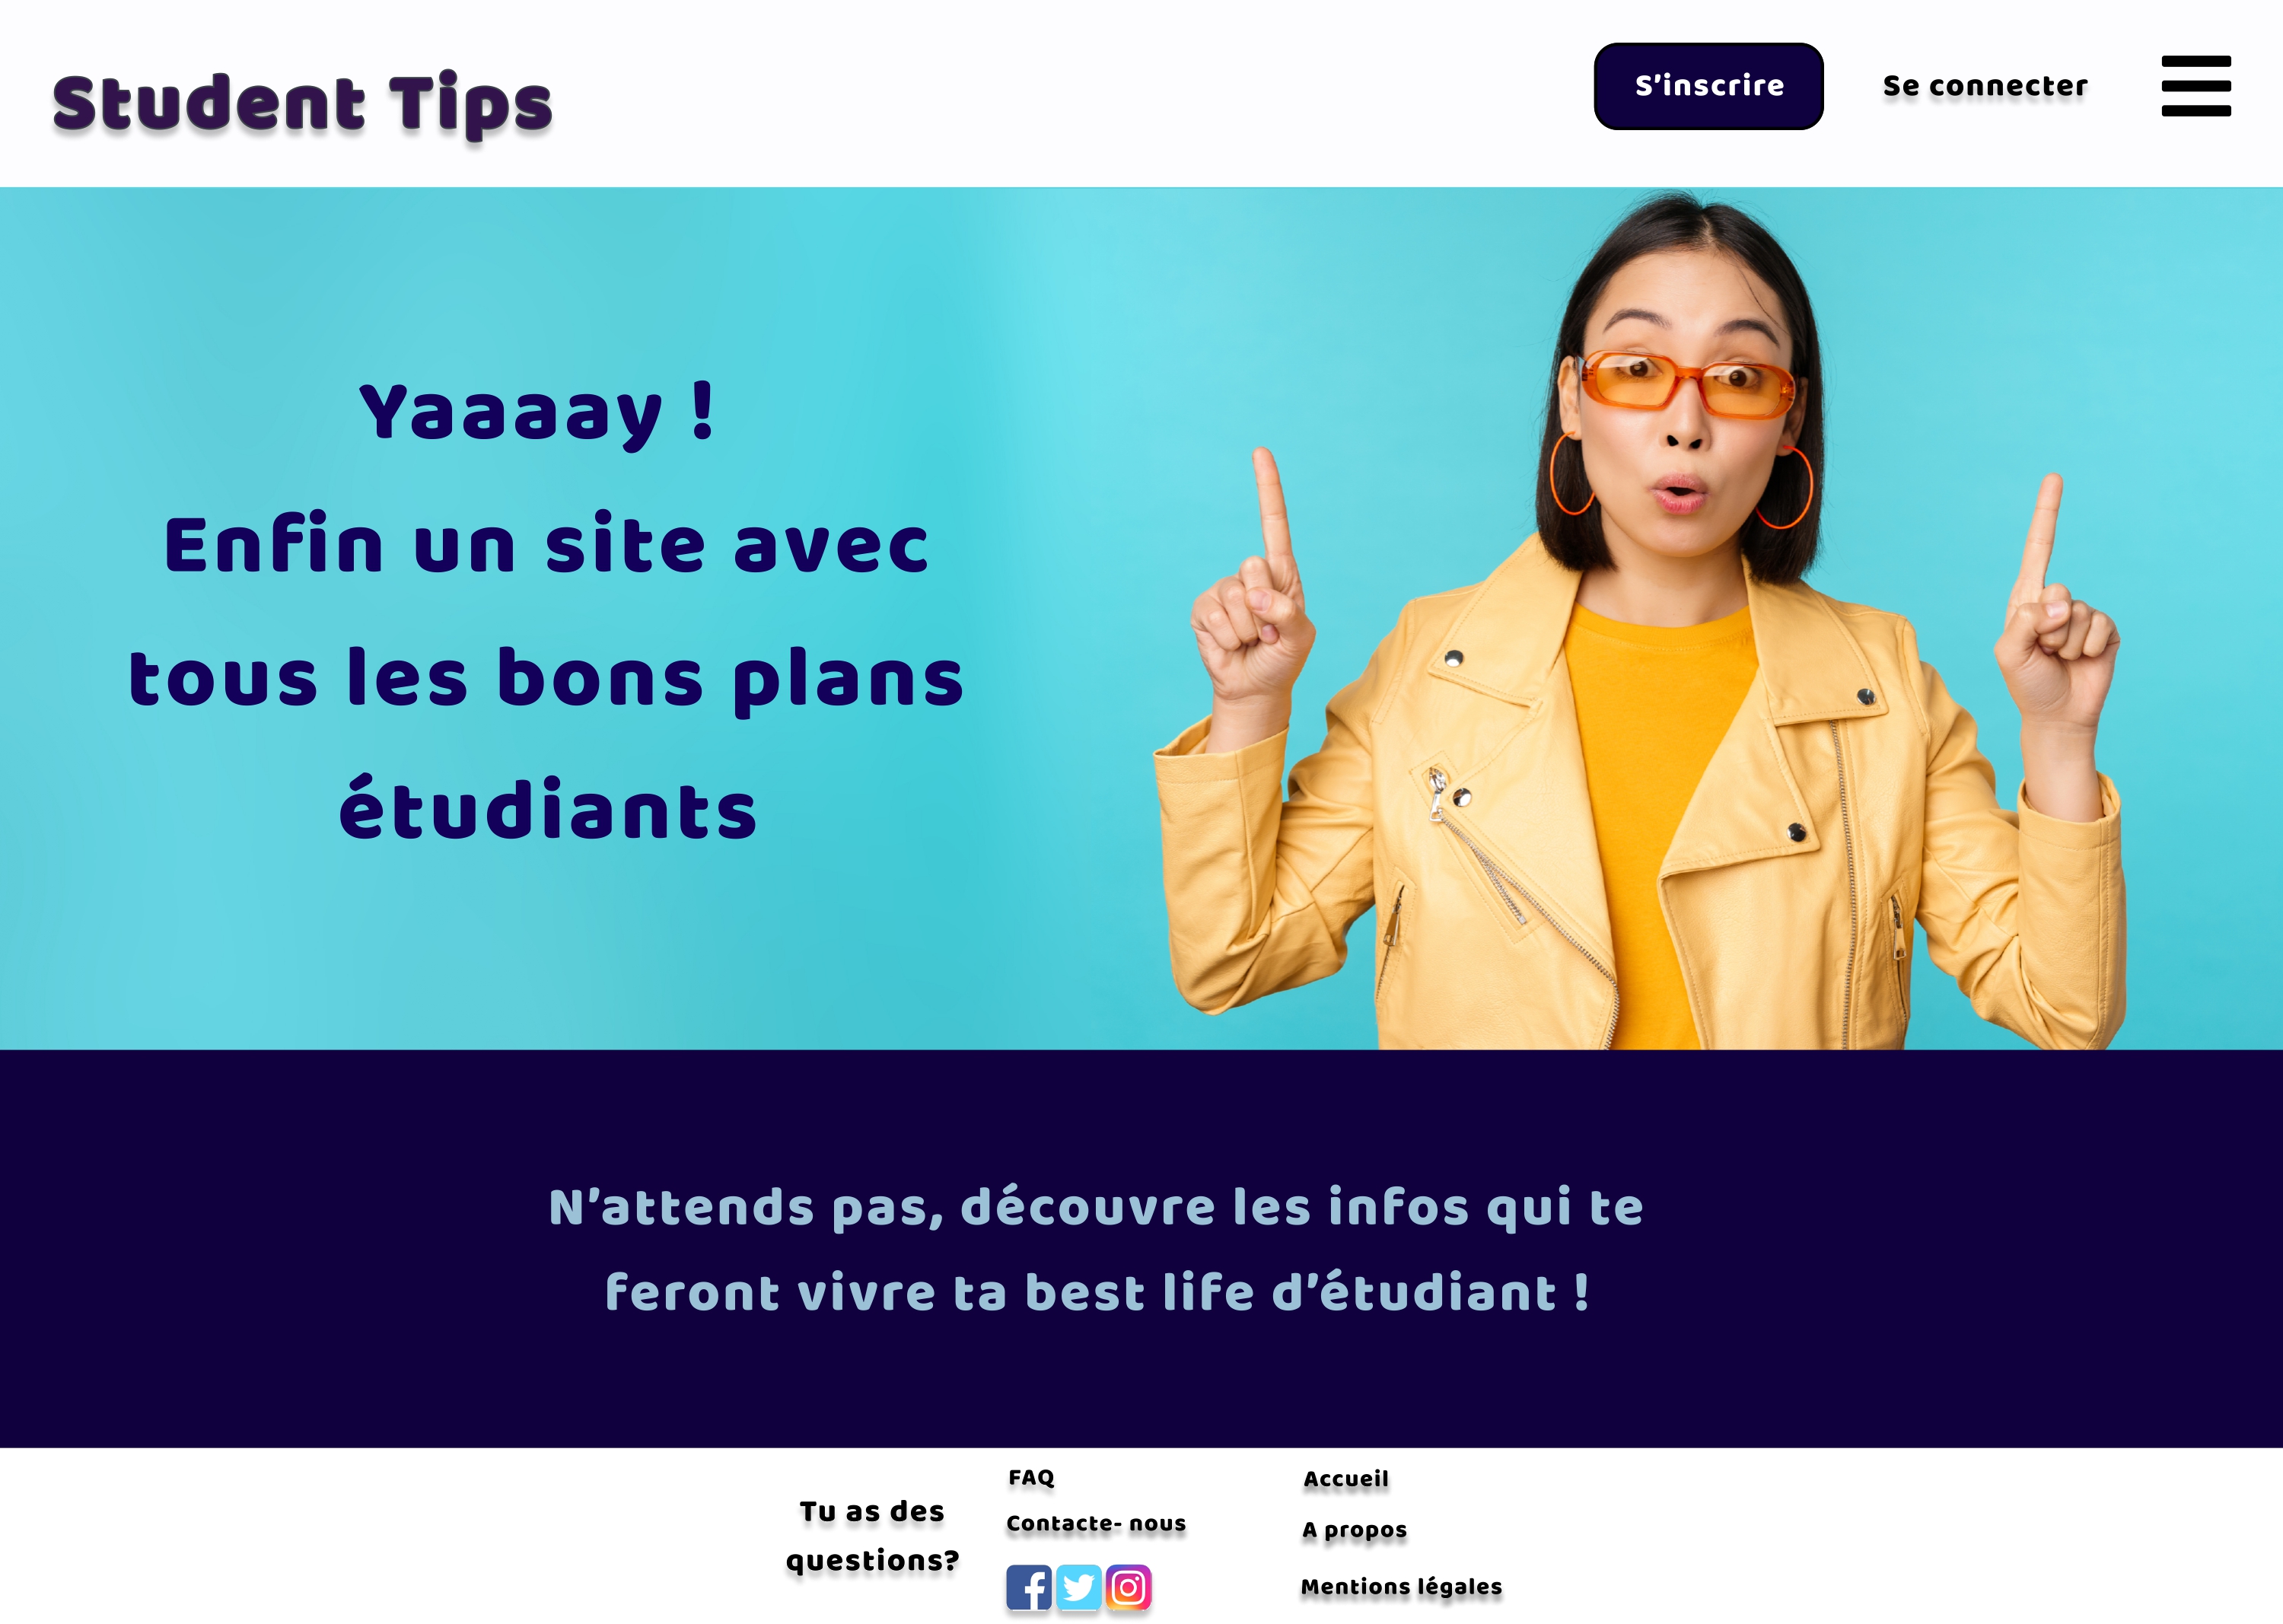 Student Tips
S'inscrire
Se connecter
Yaaaay !
Enfin un site avec
tous les bons plans
étudiants
N'attends pas, découvre les infos qui te
feront vivre ta best life d'étudiant !
Tu as des
questions?
FAQ
Contacte- nous
Accueil
A propos
Mentions légales